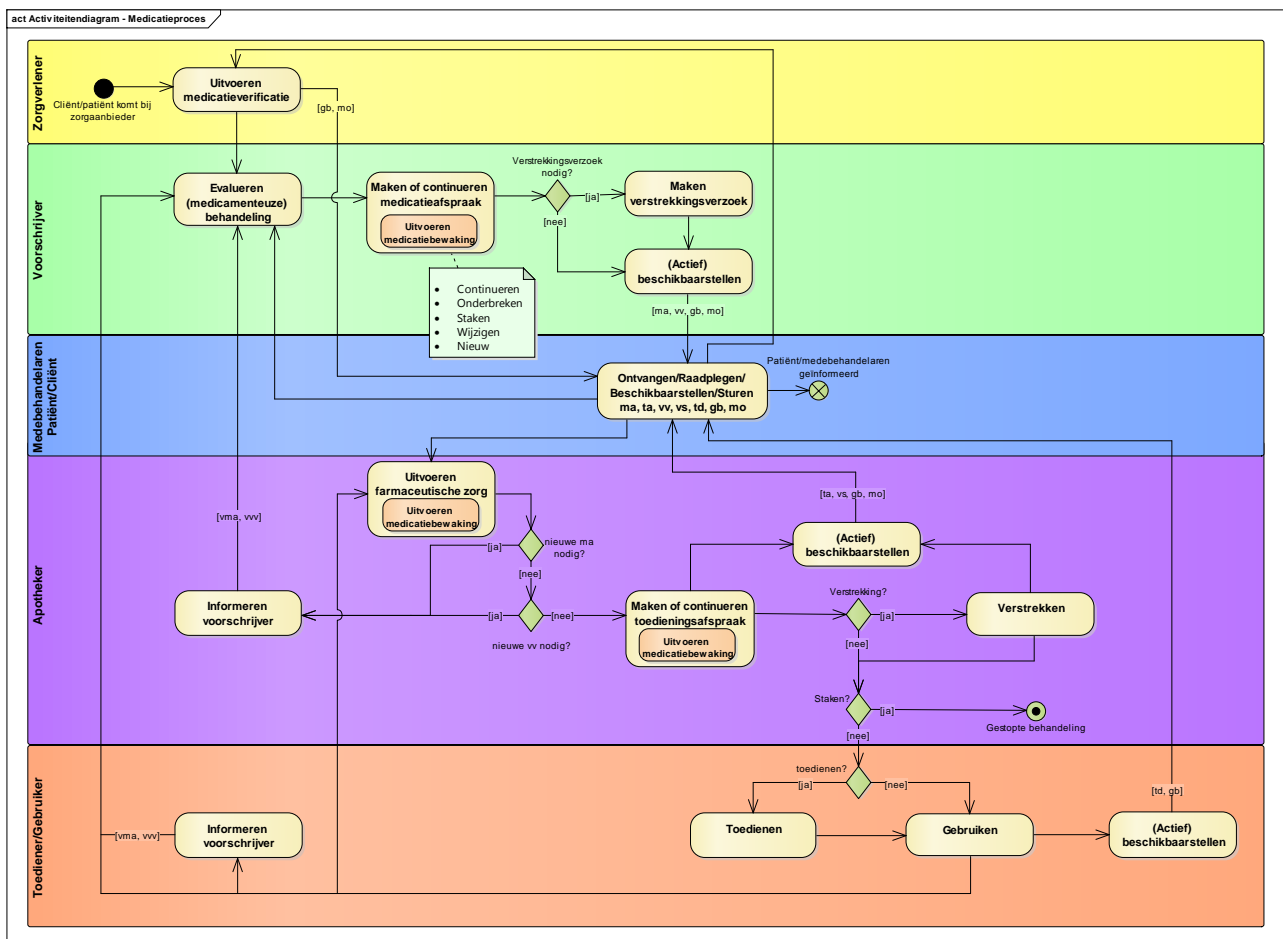 act Activiteitendiagram - Medicatieproces
Zorgverlener
Cliënt/patiënt komt bij
zorgaanbieder
Uitvoeren
medicatieverificatie
[gb, mo]
Voorschrijver
Evalueren
(medicamenteuze)
behandeling
Maken of continueren
medicatieafspraak
Uitvoeren
medicatiebewaking
• Continueren
• Onderbreken
• Staken
• Wijzigen
• Nieuw
Verstrekkingsverzoek
nodig?
[ja]
[nee]
Maken
verstrekkingsverzoek
(Actief)
beschikbaarstellen
[ma, vv, gb, mo]
Medebehandelaren
Patiënt/Cliënt
Ontvangen/Raadplegen/
Beschikbaarstellen/Sturen
ma, ta, vv, vs, td, gb, mo
Patiënt/medebehandelaren
geïnformeerd
Apotheker
Uitvoeren
farmaceutische zorg
Uitvoeren
medicatiebewaking
[vma, vvv]
nieuwe ma
nodig?
[ja]
[nee]
Informeren
voorschrijver
[ja]
[nee]
nieuwe vv nodig?
Maken of continueren
toedieningsafspraak
Uitvoeren
medicatiebewaking
[ta, vs, gb, mo]
(Actief)
beschikbaarstellen
Verstrekking?
[ja]
[nee]
Verstrekken
Staken?
[ja]
[nee]
Gestopte behandeling
Toediener/Gebruiker
toedienen?
[ja]
[nee]
[td, gb]
[vma, vvv]
Informeren
voorschrijver
Toedienen
Gebruiken
(Actief)
beschikbaarstellen